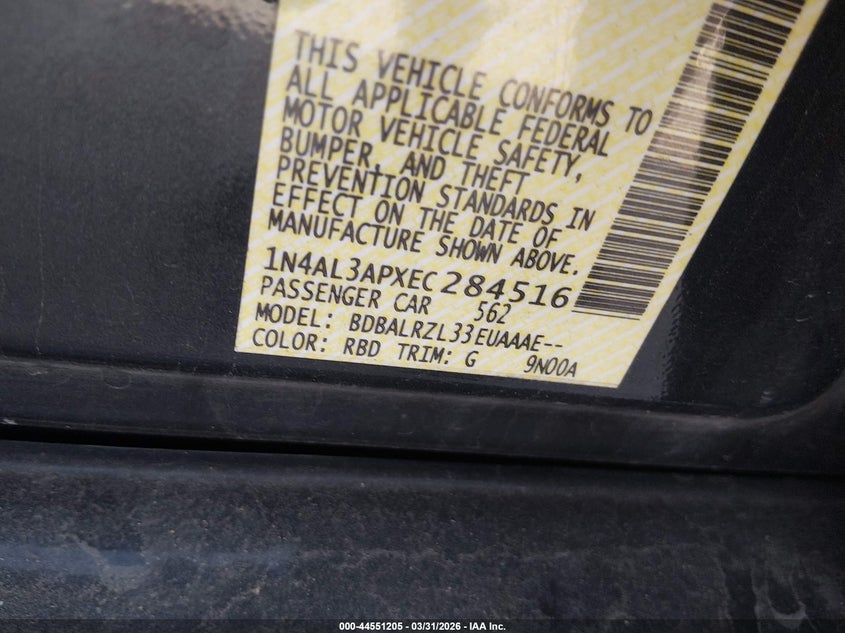 THIS VEHICLE CONFORMS TO
ALL APPLICABLE FEDERAL
MOTOR VEHICLE SAFETY,
BUMPER, AND THEFT
PREVENTION STANDARDS IN
EFFECT ON THE DATE OF
MANUFACTURE SHOWN ABOVE.
1N4AL3APXEC284516
PASSENGER CAR 562
MODEL: BDBALRZL33EUAAAE--
COLOR: RBD TRIM: G 9N00A
000-44551205 - 03/31/2026 - IAA Inc.